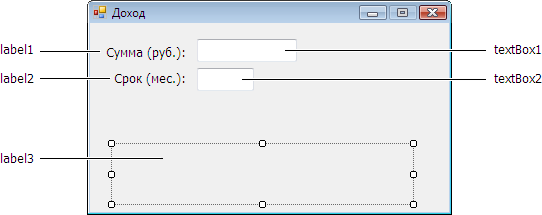 Доход
label1 Сумма (руб.): textBox1
label2 Срок (мес.): textBox2
label3